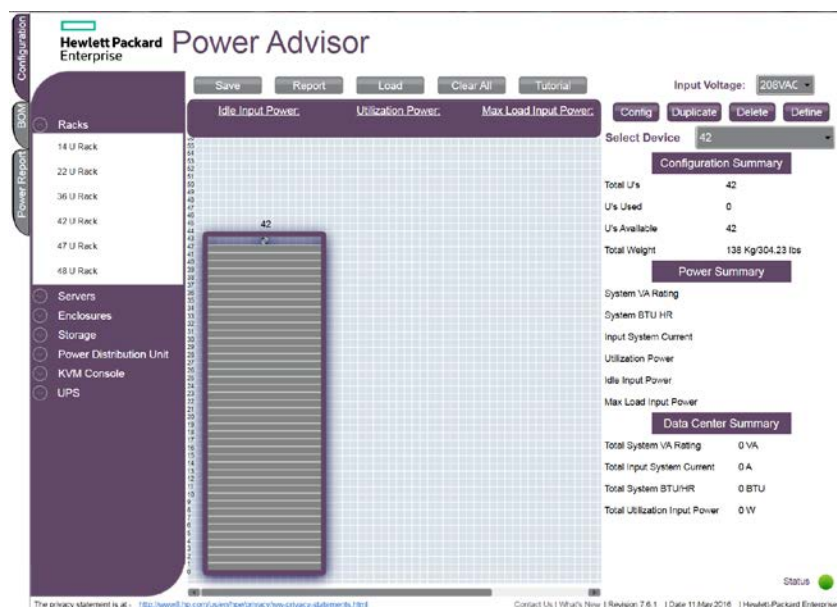 Hewlett Packard
Enterprise
Power Advisor
Configuration
BOM
Power Report
Save
Report
Load
Clear All
Tutorial
Input Voltage:
208VAC
Idle Input Power:
Utilization Power:
Max Load Input Power:
Config
Duplicate
Delete
Define
Select Device
42
Racks
14 U Rack
22 U Rack
36 U Rack
42 U Rack
47 U Rack
48 U Rack
Servers
Enclosures
Storage
Power Distribution Unit
KVM Console
UPS
42
Configuration Summary
Total U's 42
U's Used 0
U's Available 42
Total Weight 138 Kg/304.23 lbs
Power Summary
System VA Rating
System BTU HR
Input System Current
Utilization Power
Idle Input Power
Max Load Input Power
Data Center Summary
Total System VA Rating 0 VA
Total Input System Current 0 A
Total System BTU/HR 0 BTU
Total Utilization Input Power 0 W
Status
The privacy statement is at -
Contact Us | What's New | Revision 7.6.1 | Date 11 May 2016 | Hewlett-Packard Enterprise